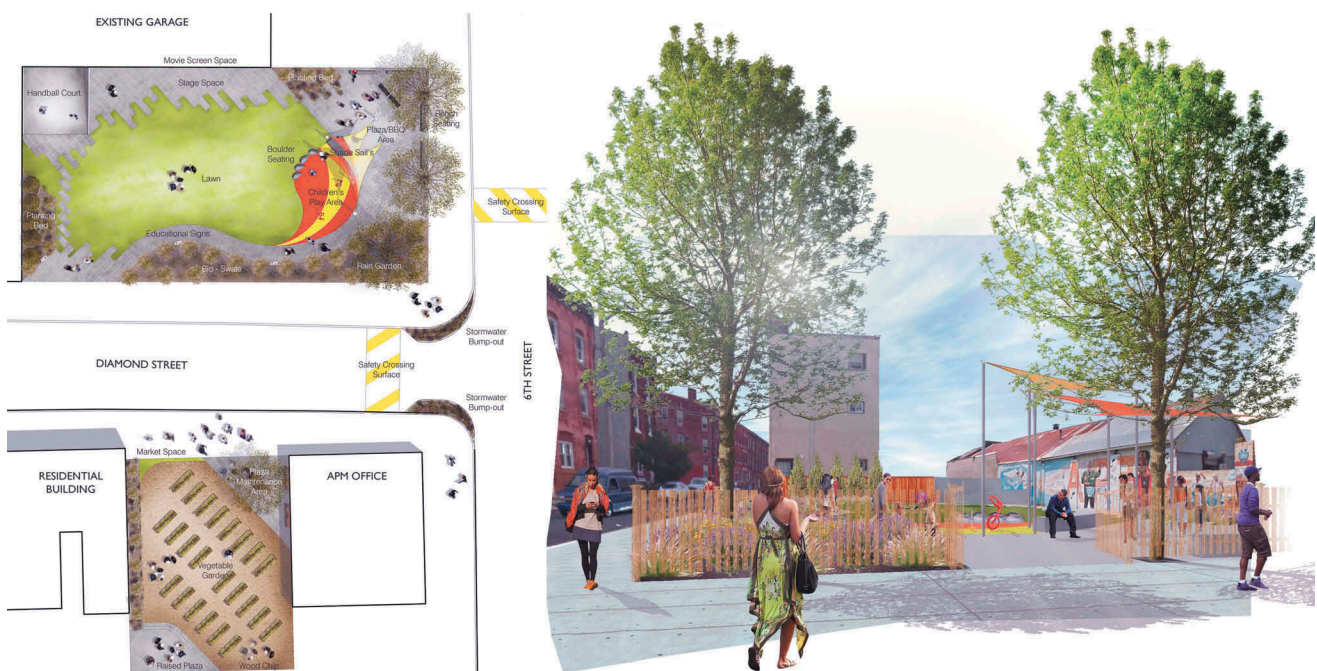 EXISTING GARAGE
Movie Screen Space
Stage Space
Planting Bed
Handball Court
Bench
Seating
Plaza/BBQ
Area
Boulder
Seating
Shade Sail's
Lawn
Children's
Play Area
Safety Crossing
Surface
Planting
Bed
Educational Signs
Bio - Swale
Rain Garden
Stormwater
Bump-out
DIAMOND STREET
Safety Crossing
Surface
6TH STREET
Stormwater
Bump-out
Market Space
RESIDENTIAL
BUILDING
Plaza
Maintenance
Area
APM OFFICE
Vegetable
Garden
Raised Plaza
Wood Chip